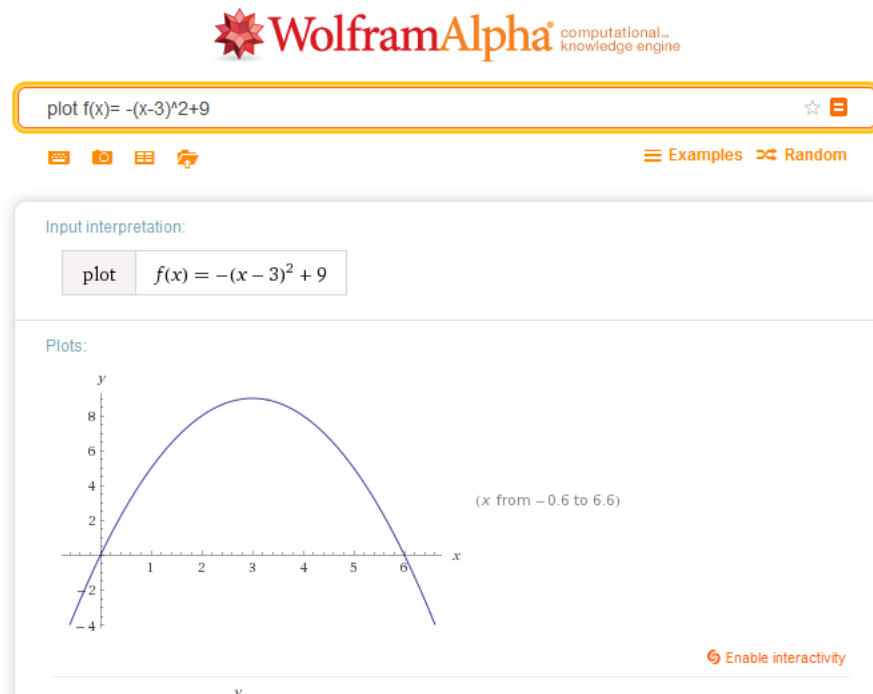 WolframAlpha computational...
knowledge engine
plot f(x)= -(x-3)^2+9
Examples Random
Input interpretation:
plot f(x) = −(x − 3)² + 9
Plots:
y
8
6
4
2
1 2 3 4 5 6 x
−2
−4
(x from −0.6 to 6.6)
Enable interactivity
y